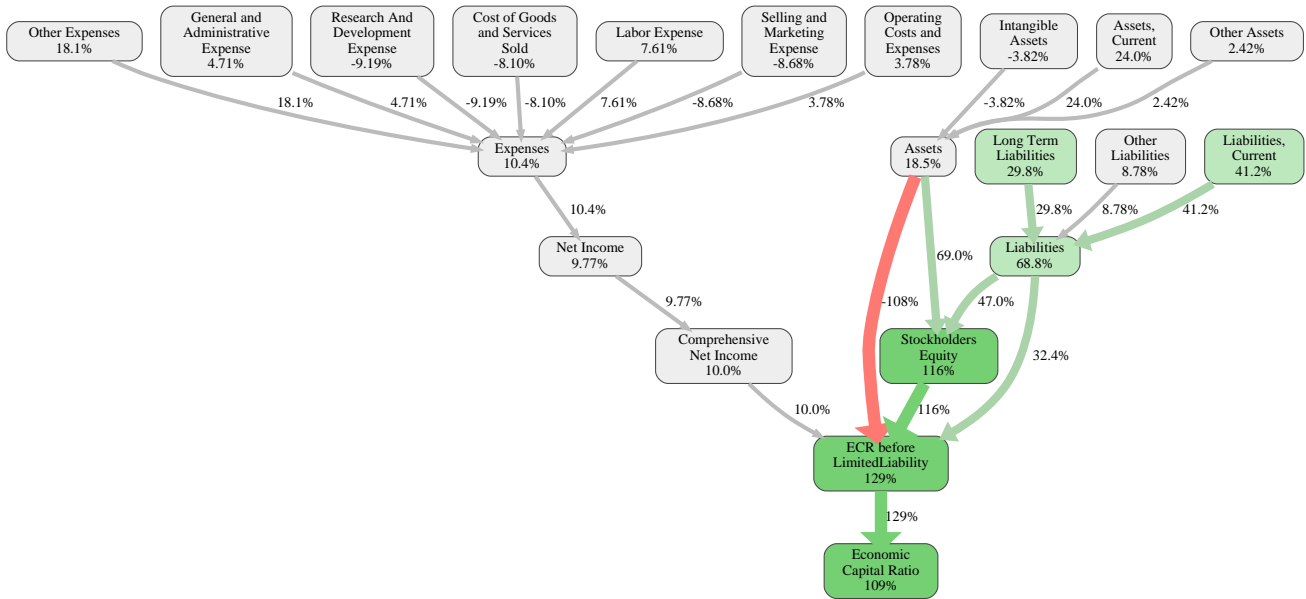 Other Expenses
18.1%
General and
Administrative
Expense
4.71%
Research And
Development
Expense
-9.19%
Cost of Goods
and Services
Sold
-8.10%
Labor Expense
7.61%
Selling and
Marketing
Expense
-8.68%
Operating
Costs and
Expenses
3.78%
Intangible
Assets
-3.82%
Assets,
Current
24.0%
Other Assets
2.42%
18.1%
4.71%
-9.19%
-8.10%
7.61%
-8.68%
3.78%
-3.82%
24.0%
2.42%
Expenses
10.4%
Assets
18.5%
Long Term
Liabilities
29.8%
Other
Liabilities
8.78%
Liabilities,
Current
41.2%
10.4%
29.8%
8.78%
41.2%
Net Income
9.77%
Liabilities
68.8%
69.0%
9.77%
-108%
47.0%
Comprehensive
Net Income
10.0%
Stockholders
Equity
116%
32.4%
10.0%
116%
ECR before
LimitedLiability
129%
129%
Economic
Capital Ratio
109%